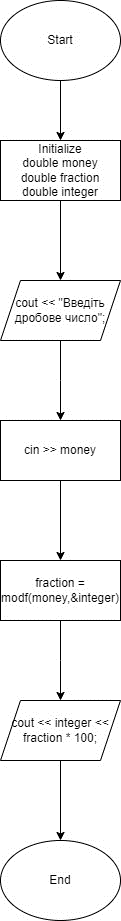 Start
Initialize
double money
double fraction
double integer
cout << "Введіть
дробове число";
cin >> money
fraction =
modf(money,&integer)
cout << integer <<
fraction * 100;
End